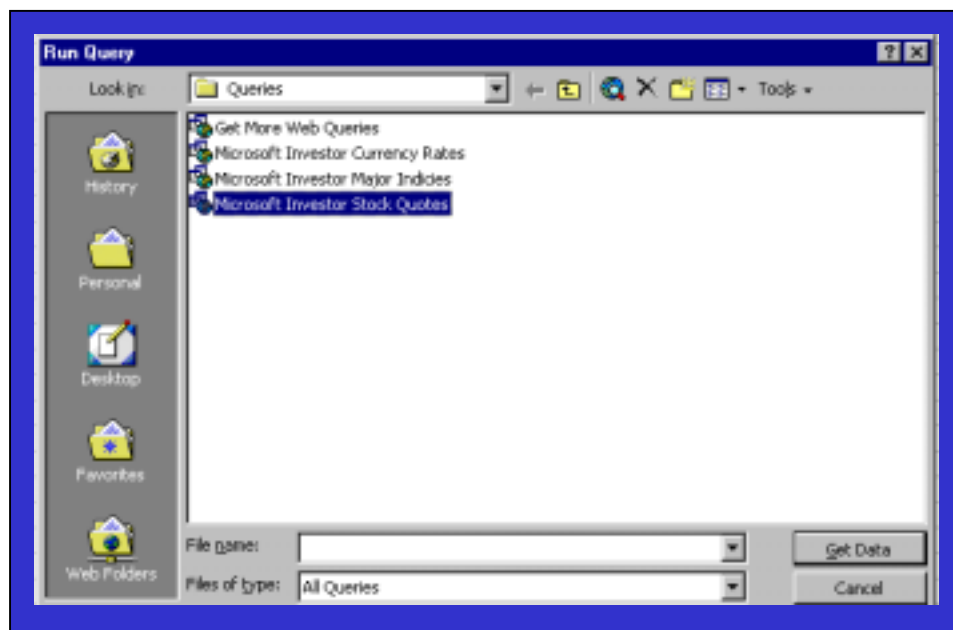 Run Query
Look in: Queries Tools
Get More Web Queries
Microsoft Investor Currency Rates
Microsoft Investor Major Indicies
Microsoft Investor Stock Quotes
History
Personal
Desktop
Favorites
Web Folders
File name: Get Data
Files of type: All Queries Cancel